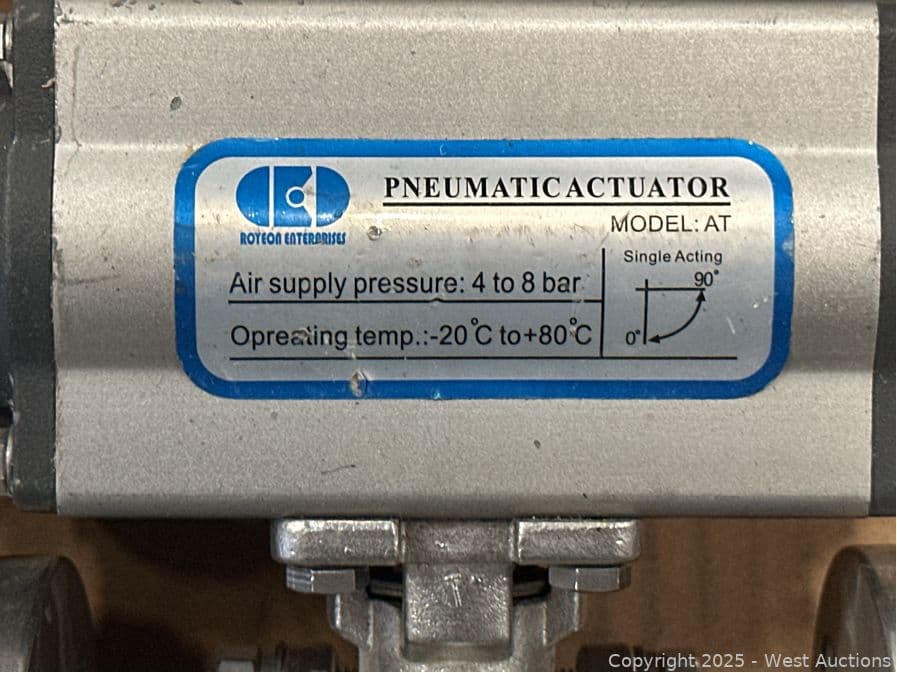 PNEUMATIC ACTUATOR
ROYEON ENTERPRISES
MODEL: AT
Single Acting
Air supply pressure: 4 to 8 bar
90°
Opreating temp.:-20°C to+80°C
0°
Copyright 2025 - West Auctions